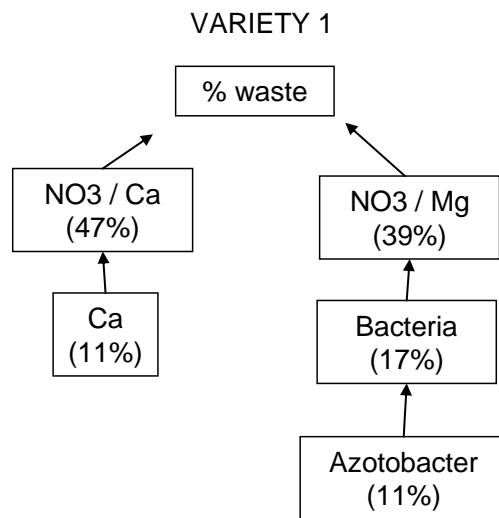 VARIETY 1
% waste
NO3 / Ca
(47%)
NO3 / Mg
(39%)
Ca
(11%)
Bacteria
(17%)
Azotobacter
(11%)